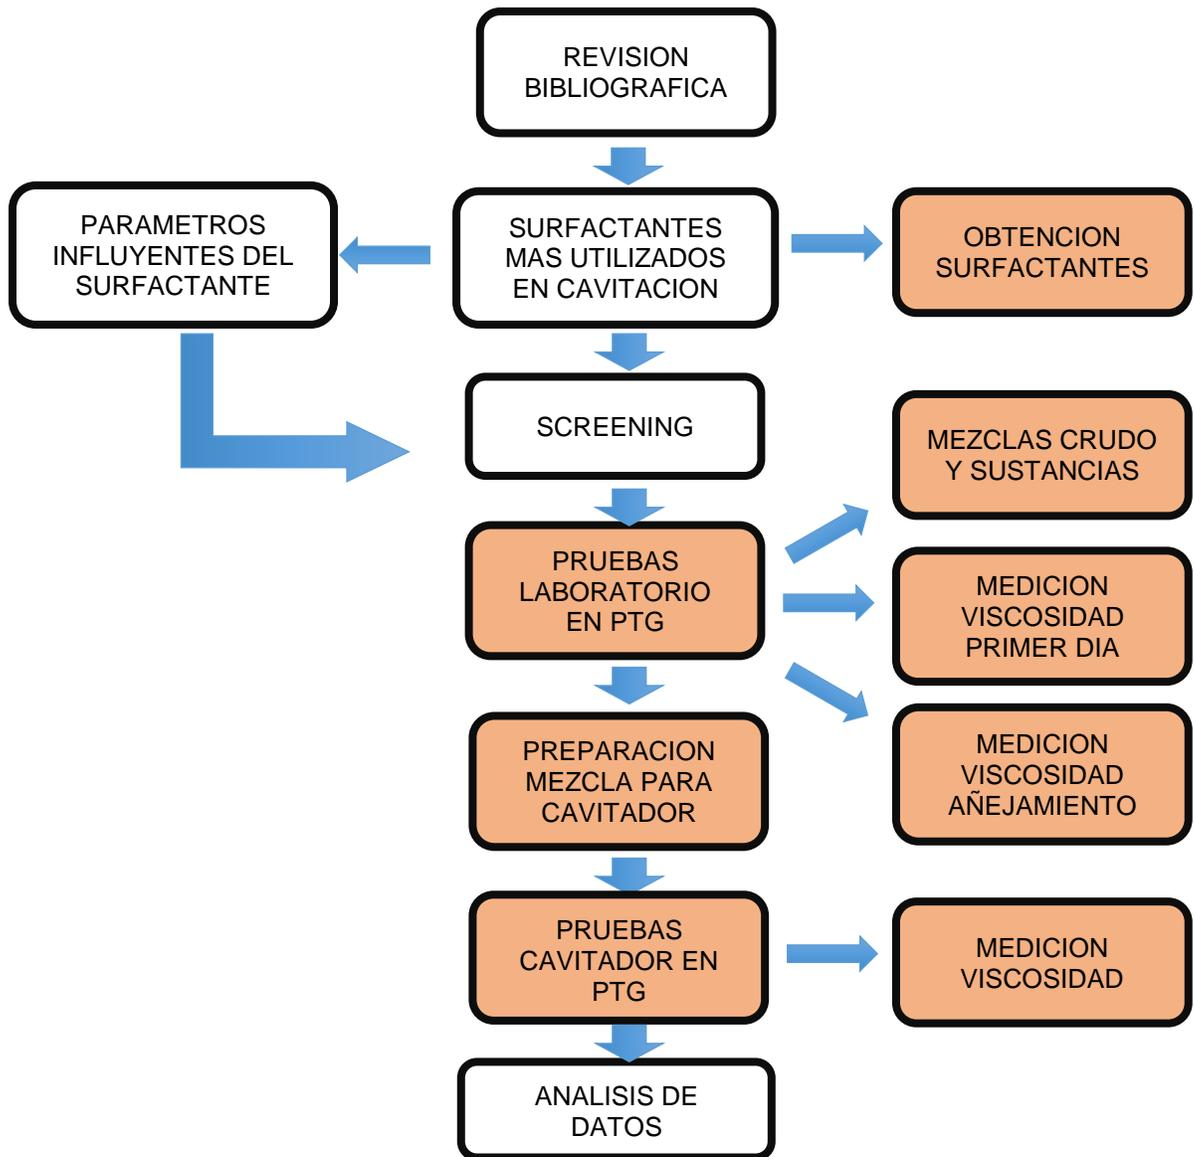 REVISION
BIBLIOGRAFICA
PARAMETROS
INFLUYENTES DEL
SURFACTANTE
SURFACTANTES
MAS UTILIZADOS
EN CAVITACION
OBTENCION
SURFACTANTES
SCREENING
MEZCLAS CRUDO
Y SUSTANCIAS
PRUEBAS
LABORATORIO
EN PTG
MEDICION
VISCOSIDAD
PRIMER DIA
MEDICION
VISCOSIDAD
AÑEJAMIENTO
PREPARACION
MEZCLA PARA
CAVITADOR
PRUEBAS
CAVITADOR EN
PTG
MEDICION
VISCOSIDAD
ANALISIS DE
DATOS